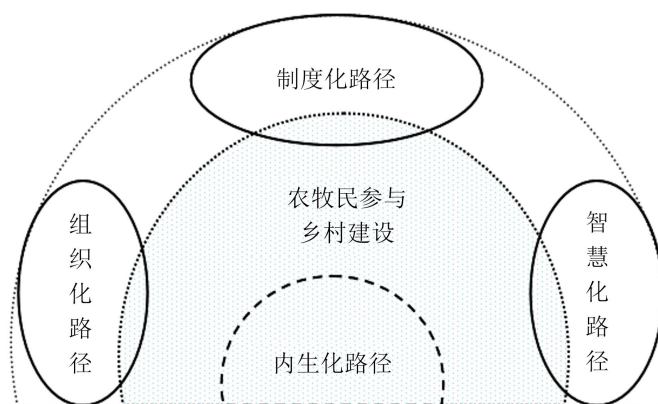 制度化路径
农牧民参与
乡村建设
组织化路径
智慧化路径
内生化路径